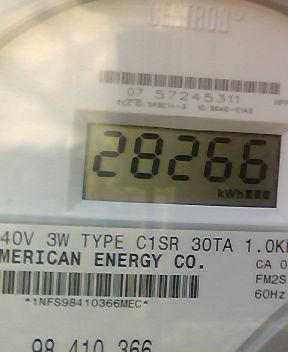 CENTRON
07 57245311
28266
kWh
40V 3W TYPE C1SR 30TA 1.0K
MERICAN ENERGY CO.
CA 0
FM2S
60Hz
*1NFS98410366MEC*
98 410 366